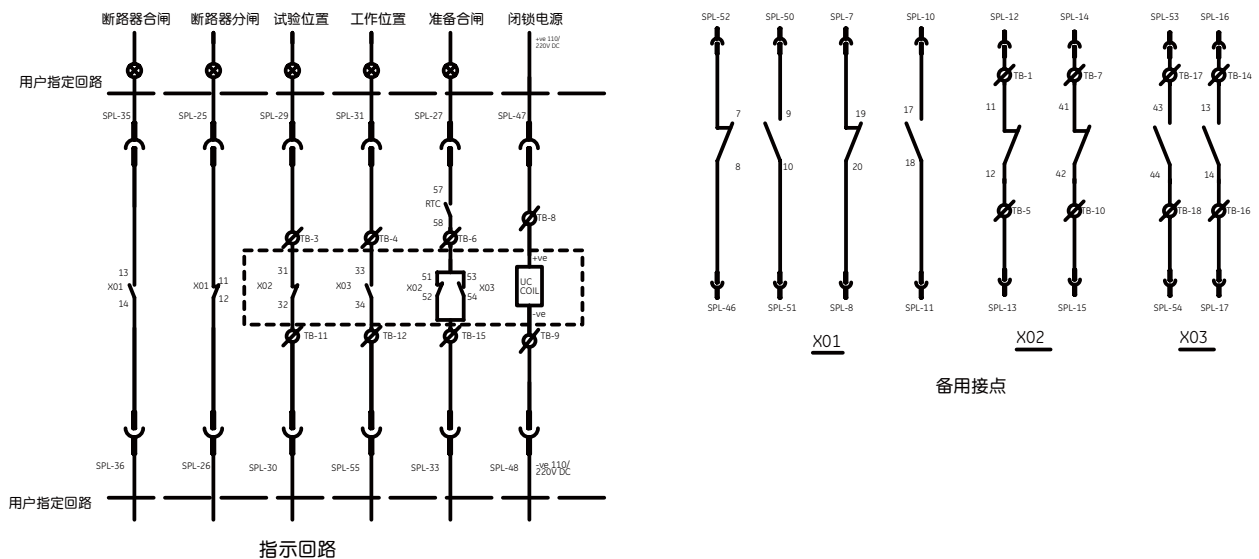 断路器合闸 断路器分闸 试验位置 工作位置 准备合闸 闭锁电源
+ve 110/
220V DC
用户指定回路
SPL-35 SPL-25 SPL-29 SPL-31 SPL-27 SPL-47
57
RTC
58
TB-8
TB-3 TB-4 TB-6
+ve
13 11 31 33 51 53
X01 X01 X02 X03 X02 X03
UC
COIL
14 12 32 34 52 54
-ve
TB-11 TB-12 TB-15 TB-9
SPL-36 SPL-26 SPL-30 SPL-55 SPL-33 SPL-48
-ve 110/
220V DC
用户指定回路
指示回路
SPL-52 SPL-50 SPL-7 SPL-10 SPL-12 SPL-14 SPL-53 SPL-16
TB-1 TB-7 TB-17 TB-14
7 9 19 17 11 41 43 13
8 10 20 18 12 42 44 14
TB-5 TB-10 TB-18 TB-16
SPL-46 SPL-51 SPL-8 SPL-11 SPL-13 SPL-15 SPL-54 SPL-17
X01 X02 X03
备用接点